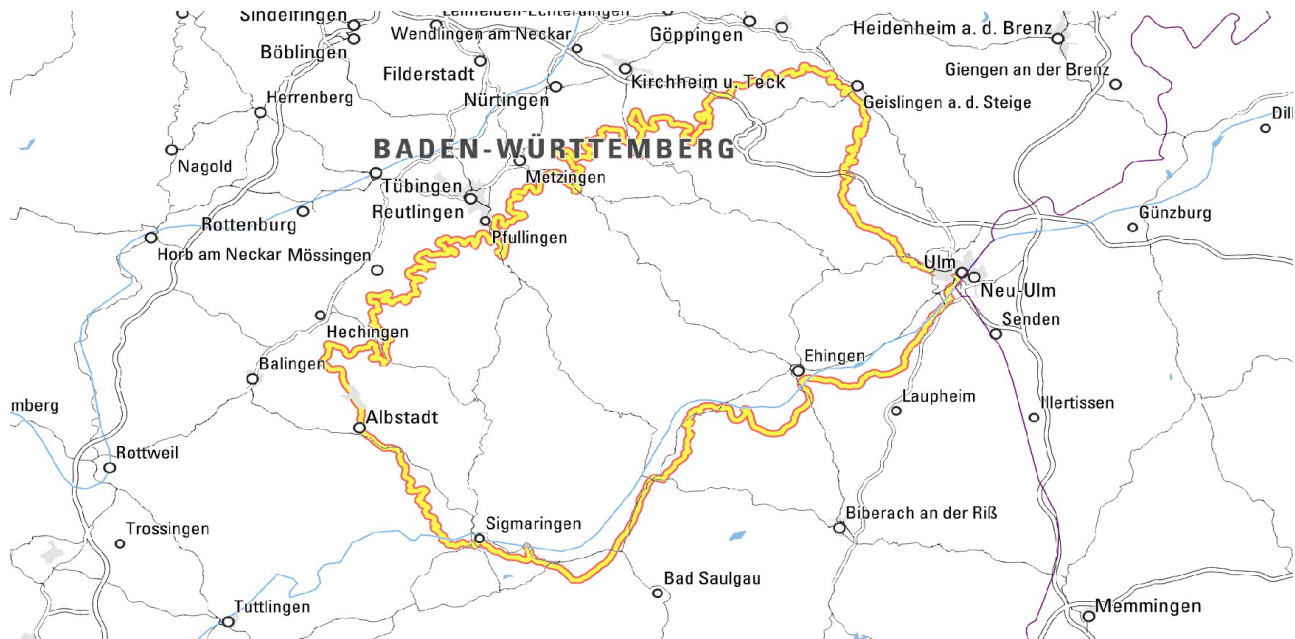 Sindelfingen
Leinfelden-Echterdingen
Wendlingen am Neckar
Göppingen
Heidenheim a. d. Brenz
Böblingen
Filderstadt
Kirchheim u. Teck
Giengen an der Brenz
Herrenberg
Nürtingen
Geislingen a. d. Steige
Nagold
BADEN-WÜRTTEMBERG
Tübingen
Metzingen
Reutlingen
Rottenburg
Pfullingen
Günzburg
Horb am Neckar
Mössingen
Ulm
Neu-Ulm
Senden
Hechingen
Balingen
Ehingen
mberg
Albstadt
Laupheim
Illertissen
Rottweil
Trossingen
Sigmaringen
Biberach an der Riß
Bad Saulgau
Tuttlingen
Memmingen
Dill